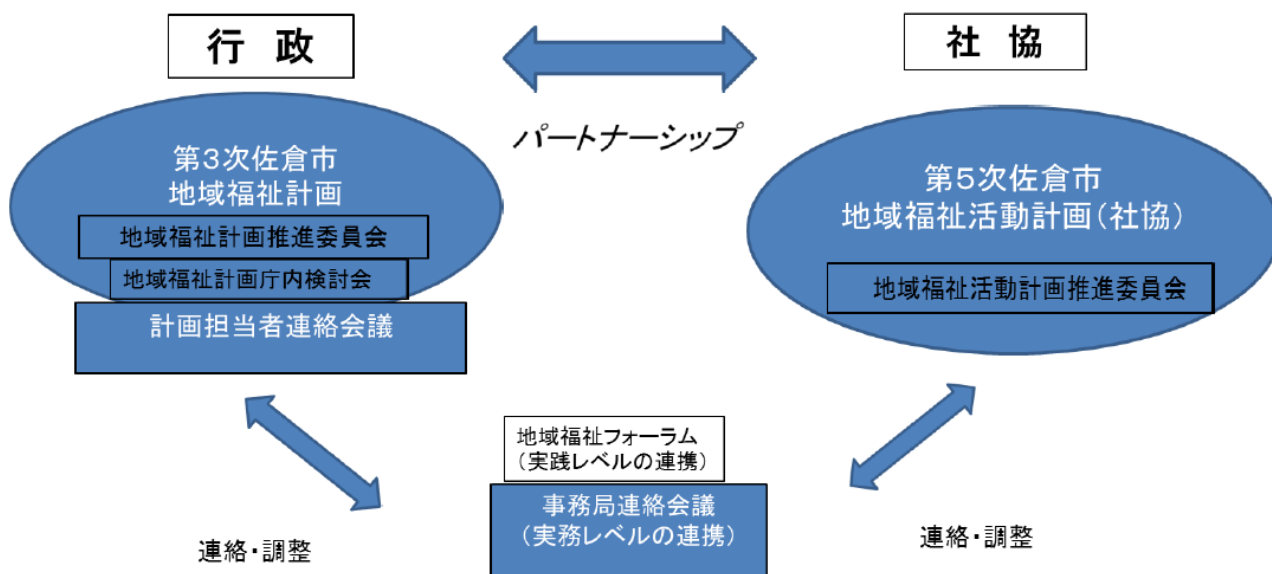 行 政
社 協
パートナーシップ
第3次佐倉市
地域福祉計画
地域福祉計画推進委員会
地域福祉計画庁内検討会
計画担当者連絡会議
第5次佐倉市
地域福祉活動計画(社協)
地域福祉活動計画推進委員会
地域福祉フォーラム
(実践レベルの連携)
事務局連絡会議
(実務レベルの連携)
連絡・調整
連絡・調整